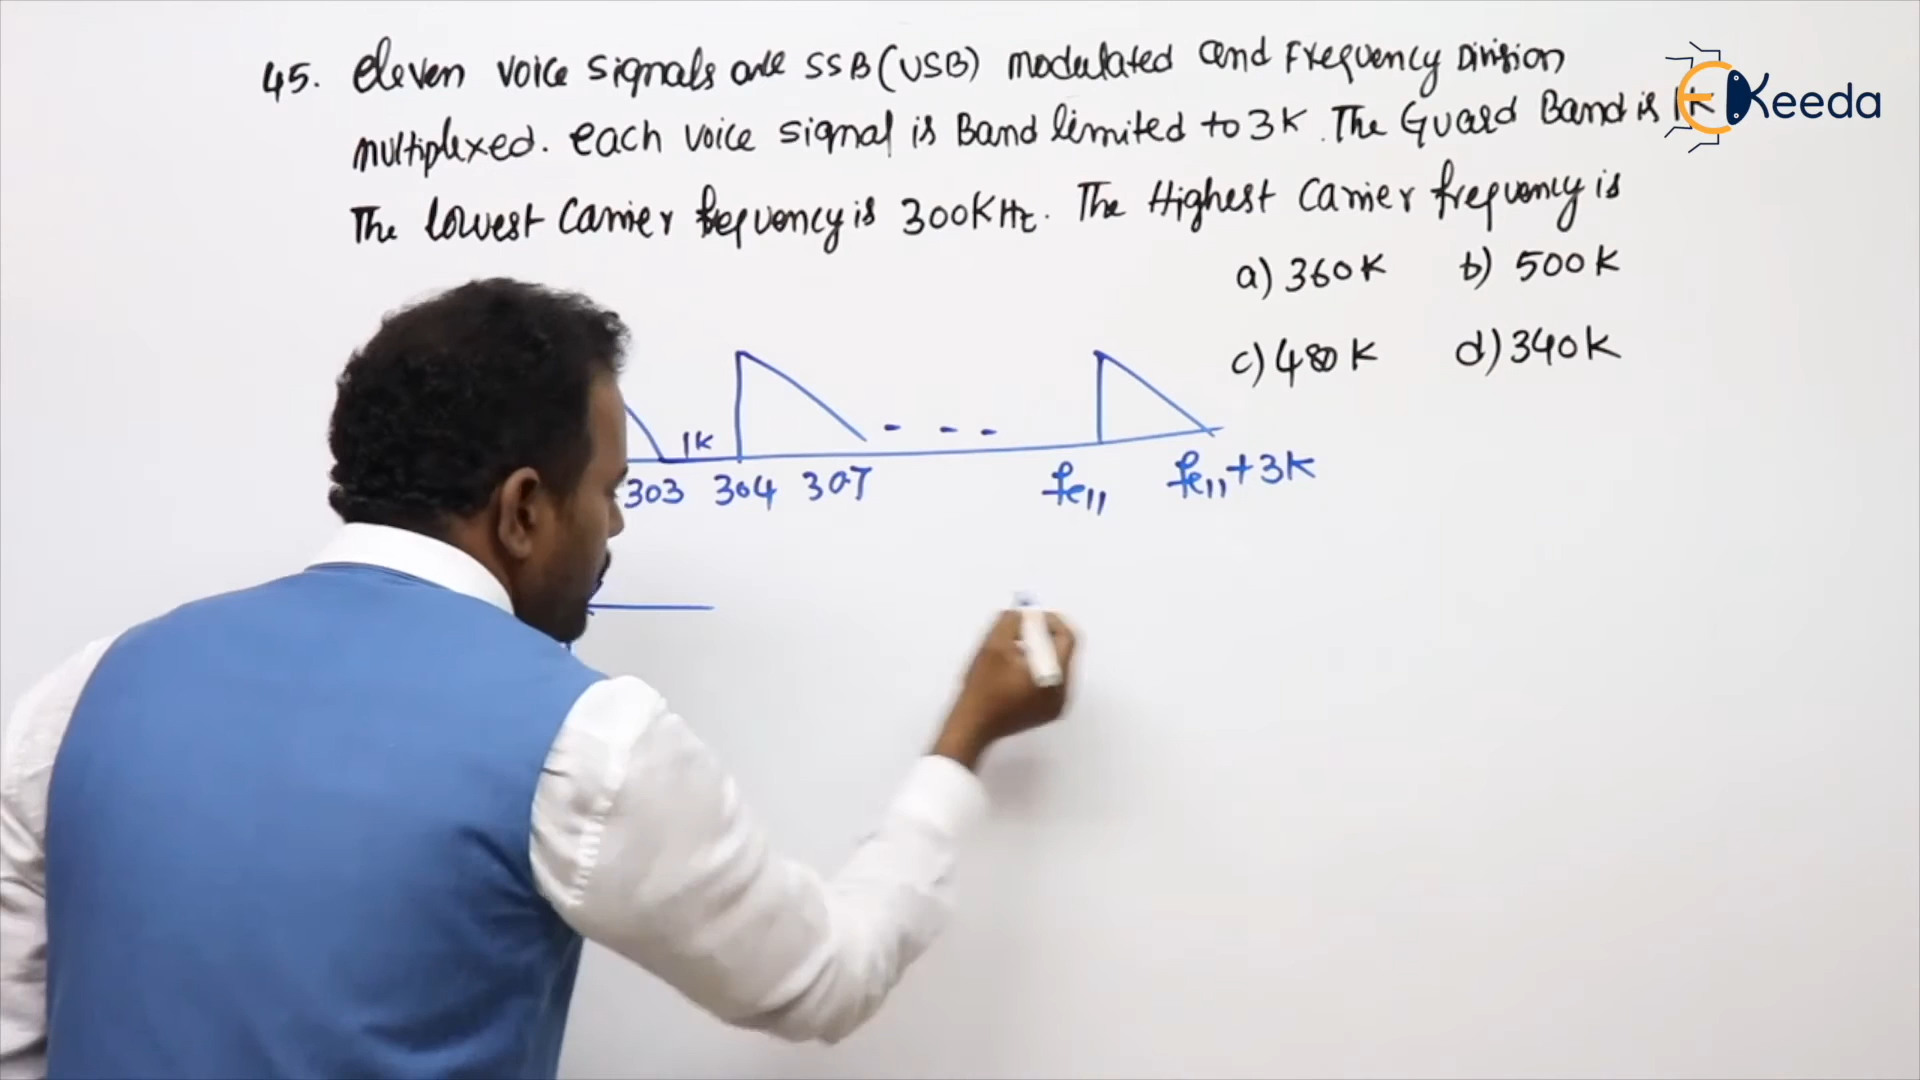 45. Eleven voice signals are SSB(USB) modulated and Frequency Division
multiplexed. each voice signal is Band limited to 3K. The Guard Band is 1K
The lowest Carrier frequency is 300KHz. The Highest Carrier frequency is
a) 360K b) 500K
c) 480K d) 340K
1K
303 304 307 fc11 fc11+3K
EKeeda